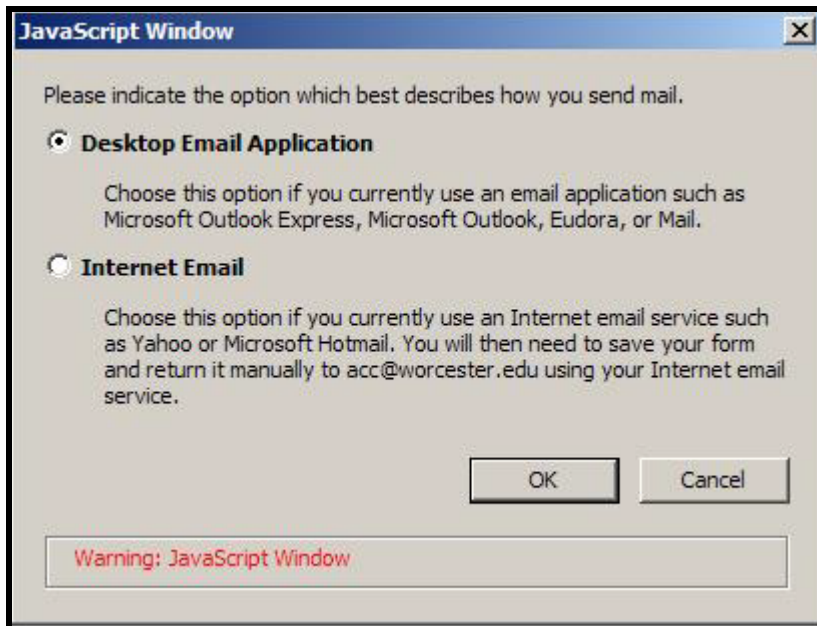 JavaScript Window
Please indicate the option which best describes how you send mail.
Desktop Email Application
Choose this option if you currently use an email application such as
Microsoft Outlook Express, Microsoft Outlook, Eudora, or Mail.
Internet Email
Choose this option if you currently use an Internet email service such
as Yahoo or Microsoft Hotmail. You will then need to save your form
and return it manually to acc@worcester.edu using your Internet email
service.
OK
Cancel
Warning: JavaScript Window